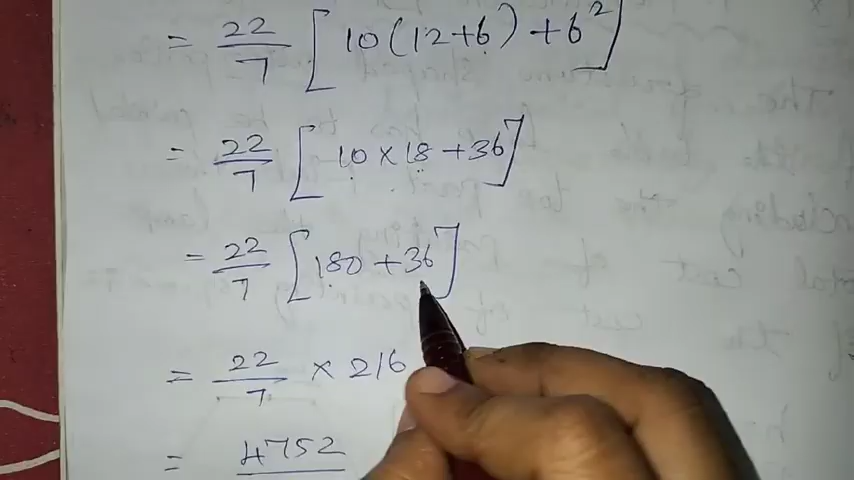 = 22/7 [ 10(12+6) + 6² ]
= 22/7 [ 10 × 18 + 36 ]
= 22/7 [ 180 + 36 ]
= 22/7 × 216
= 4752